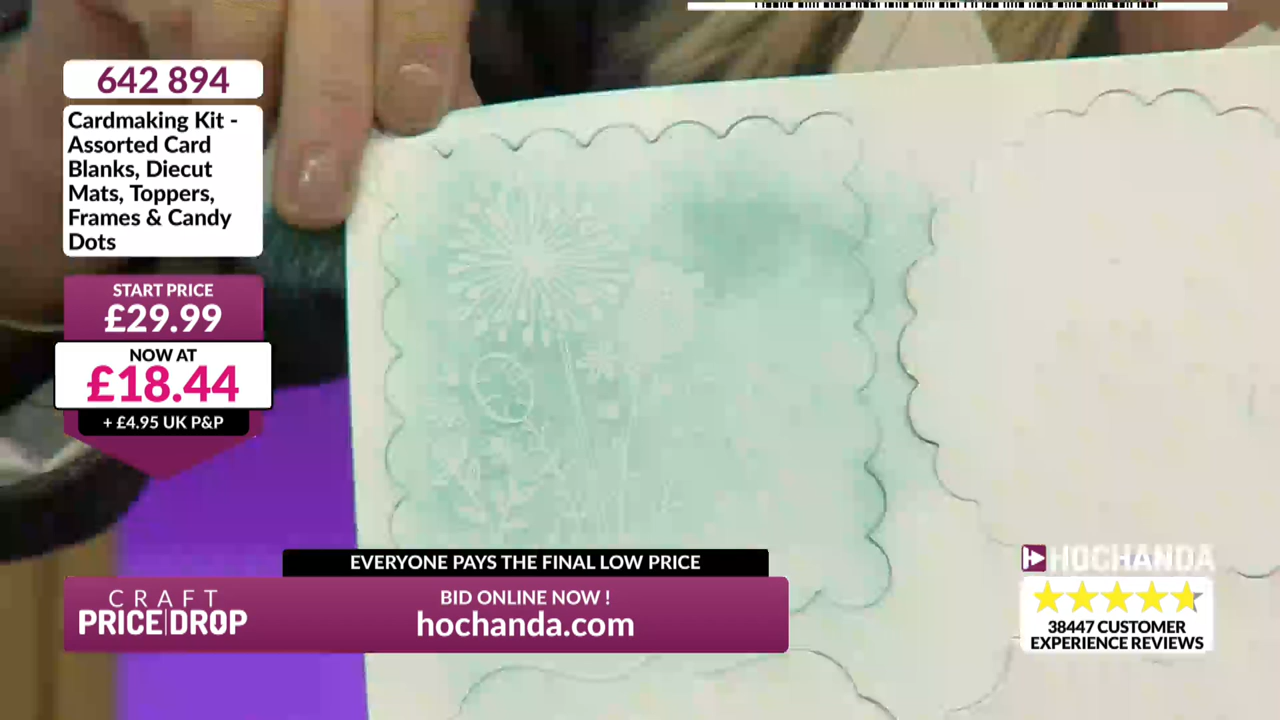 642 894
Cardmaking Kit -
Assorted Card
Blanks, Diecut
Mats, Toppers,
Frames & Candy
Dots
START PRICE
£29.99
NOW AT
£18.44
+ £4.95 UK P&P
EVERYONE PAYS THE FINAL LOW PRICE
CRAFT
PRICE DROP
BID ONLINE NOW !
hochanda.com
HOCHANDA
38447 CUSTOMER
EXPERIENCE REVIEWS